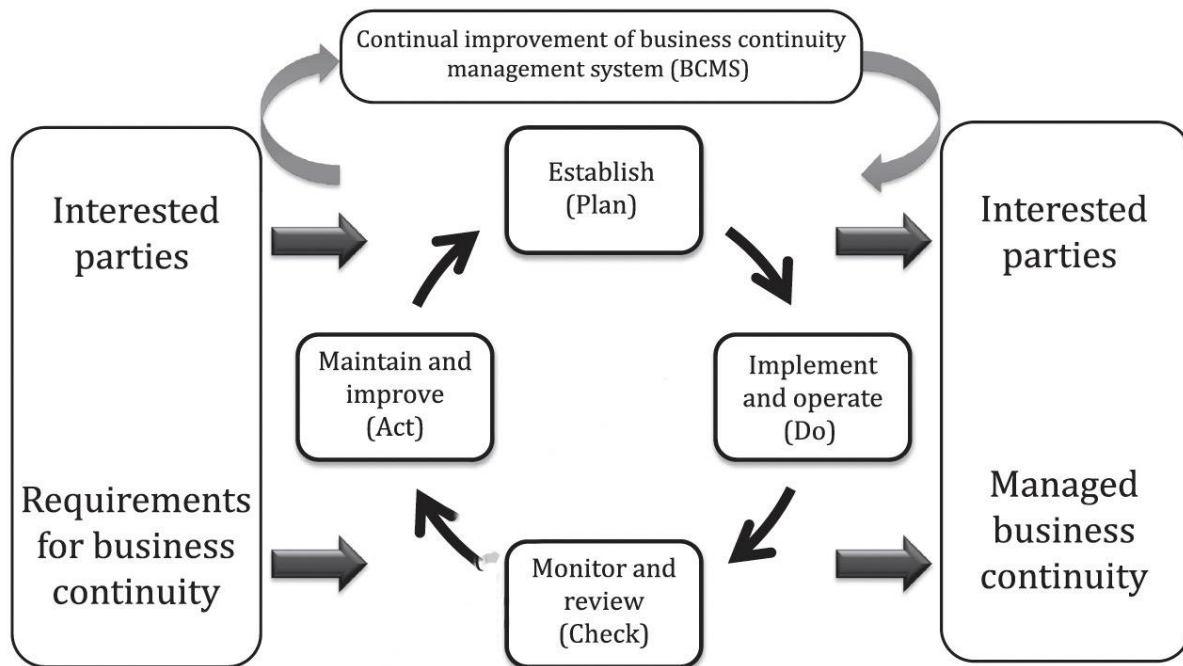 Continual improvement of business continuity
management system (BCMS)
Interested
parties
Requirements
for business
continuity
Establish
(Plan)
Maintain and
improve
(Act)
Implement
and operate
(Do)
Monitor and
review
(Check)
Interested
parties
Managed
business
continuity